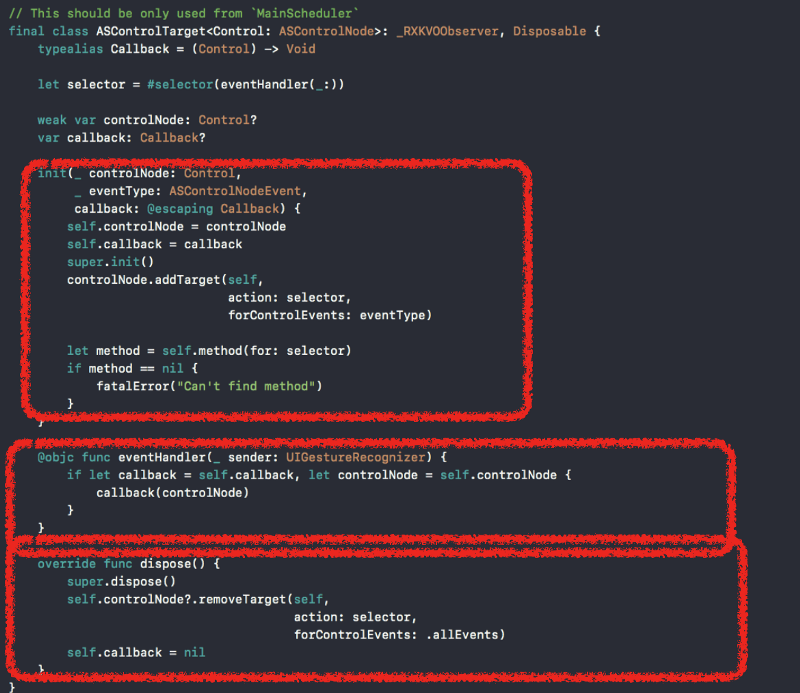 // This should be only used from `MainScheduler`
final class ASControlTarget<Control: ASControlNode>: _RXKVOObserver, Disposable {
    typealias Callback = (Control) -> Void

    let selector = #selector(eventHandler(_:))

    weak var controlNode: Control?
    var callback: Callback?

    init(_ controlNode: Control,
         _ eventType: ASControlNodeEvent,
         callback: @escaping Callback) {
        self.controlNode = controlNode
        self.callback = callback
        super.init()
        controlNode.addTarget(self,
                              action: selector,
                              forControlEvents: eventType)

        let method = self.method(for: selector)
        if method == nil {
            fatalError("Can't find method")
        }
    }

    @objc func eventHandler(_ sender: UIGestureRecognizer) {
        if let callback = self.callback, let controlNode = self.controlNode {
            callback(controlNode)
        }
    }

    override func dispose() {
        super.dispose()
        self.controlNode?.removeTarget(self,
                                       action: selector,
                                       forControlEvents: .allEvents)
        self.callback = nil
    }
}